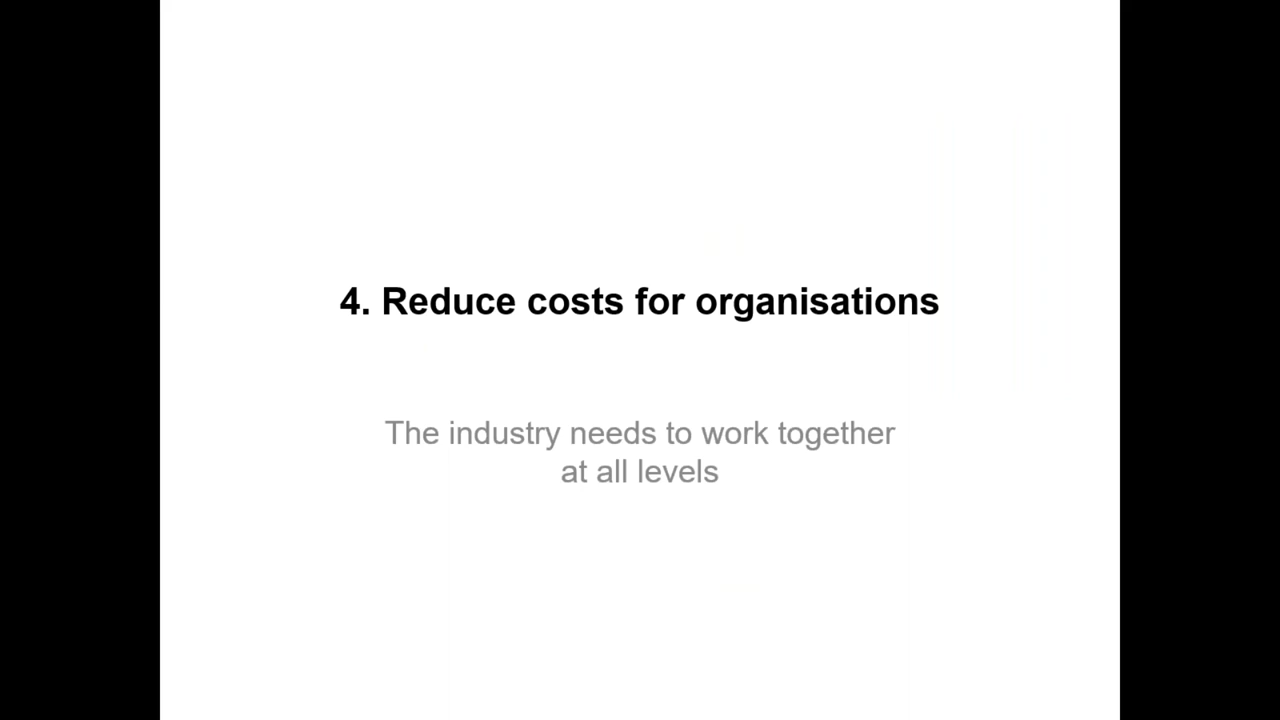 4. Reduce costs for organisations
The industry needs to work together
at all levels